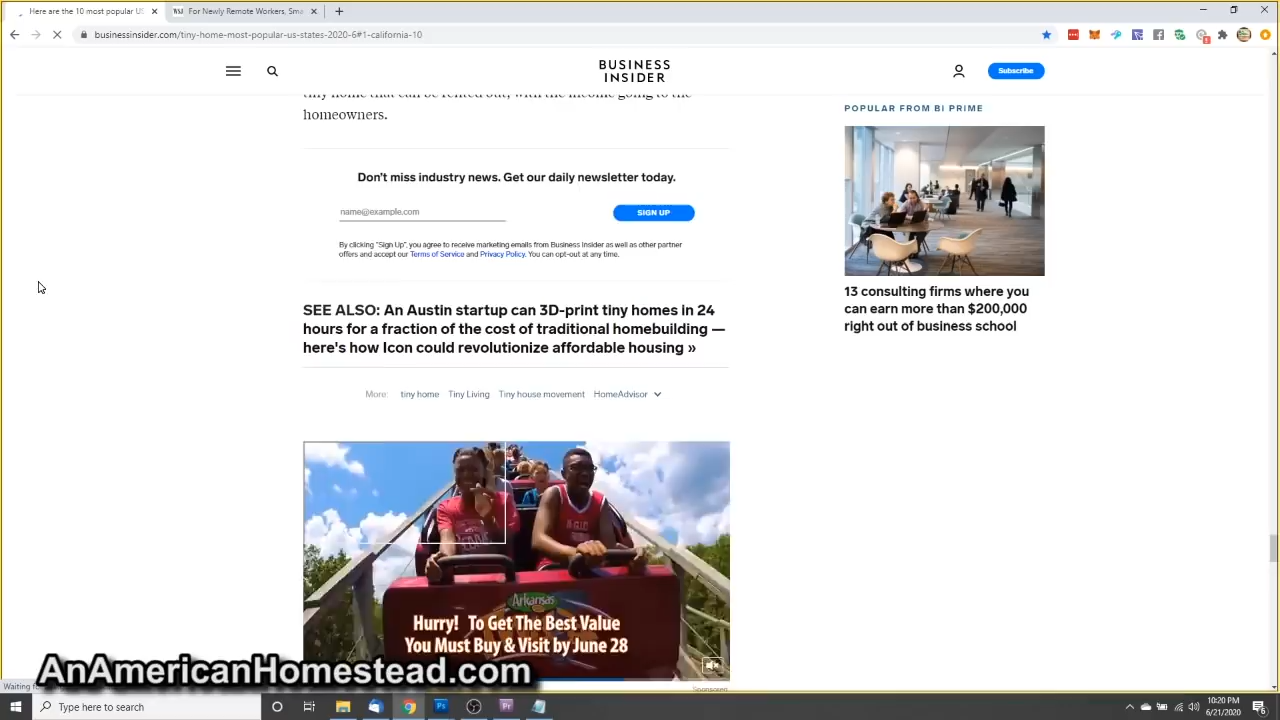 Here are the 10 most popular US
For Newly Remote Workers, Sma
businessinsider.com/tiny-home-most-popular-us-states-2020-6#1-california-10
BUSINESS
INSIDER
Subscribe
tiny home that can be rented out, with the income going to the
homeowners.
Don't miss industry news. Get our daily newsletter today.
name@example.com
SIGN UP
By clicking "Sign Up", you agree to receive marketing emails from Business Insider as well as other partner
offers and accept our Terms of Service and Privacy Policy. You can opt-out at any time.
SEE ALSO: An Austin startup can 3D-print tiny homes in 24
hours for a fraction of the cost of traditional homebuilding —
here's how Icon could revolutionize affordable housing »
More: tiny home Tiny Living Tiny house movement HomeAdvisor
POPULAR FROM BI PRIME
13 consulting firms where you
can earn more than $200,000
right out of business school
Arkansas
Hurry! To Get The Best Value
You Must Buy & Visit by June 28
Sponsored
AnAmericanHomestead.com
Waiting
Type here to search
10:20 PM
6/21/2020